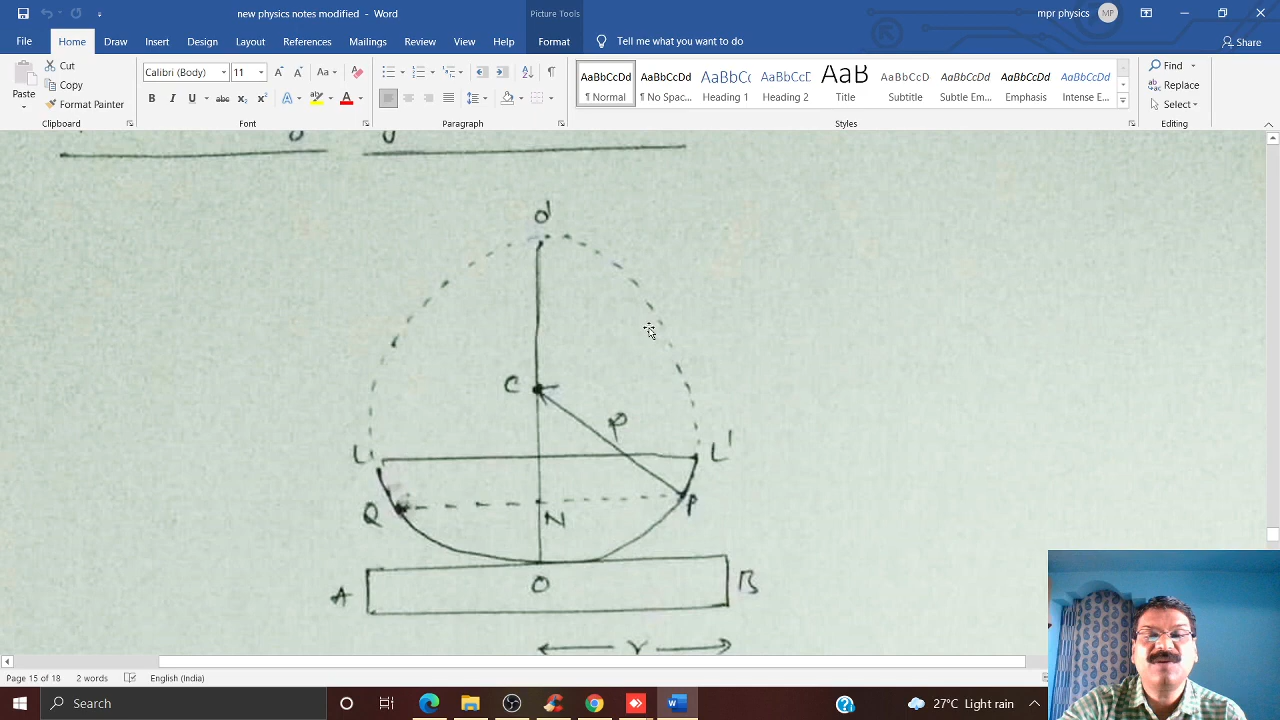 new physics notes modified - Word
Picture Tools
mpr physics
MP
File
Home
Draw
Insert
Design
Layout
References
Mailings
Review
View
Help
Format
Tell me what you want to do
Share
Paste
Cut
Copy
Format Painter
Clipboard
Calibri (Body)
11
Font
Paragraph
AaBbCcDd
¶ Normal
AaBbCcDd
¶ No Spac...
AaBbCc
Heading 1
AaBbCcD
Heading 2
AaB
Title
AaBbCcD
Subtitle
AaBbCcDd
Subtle Em...
AaBbCcDd
Emphasis
AaBbCcDd
Intense E...
Styles
Find
Replace
Select
Editing
d
C
P
L
L'
Q
N
P
O
A
B
r
Page 15 of 18
2 words
English (India)
Search
27°C Light rain